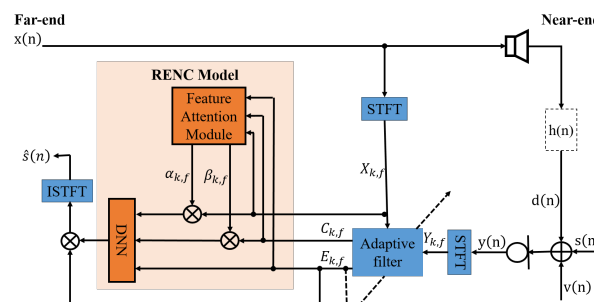 Far-end
Near-end
x(n)
RENC Model
Feature
Attention
Module
STFT
h(n)
ŝ(n)
α_{k,f}
β_{k,f}
X_{k,f}
ISTFT
d(n)
DNN
C_{k,f}
Adaptive
filter
Y_{k,f}
STFT
y(n)
s(n)
E_{k,f}
v(n)